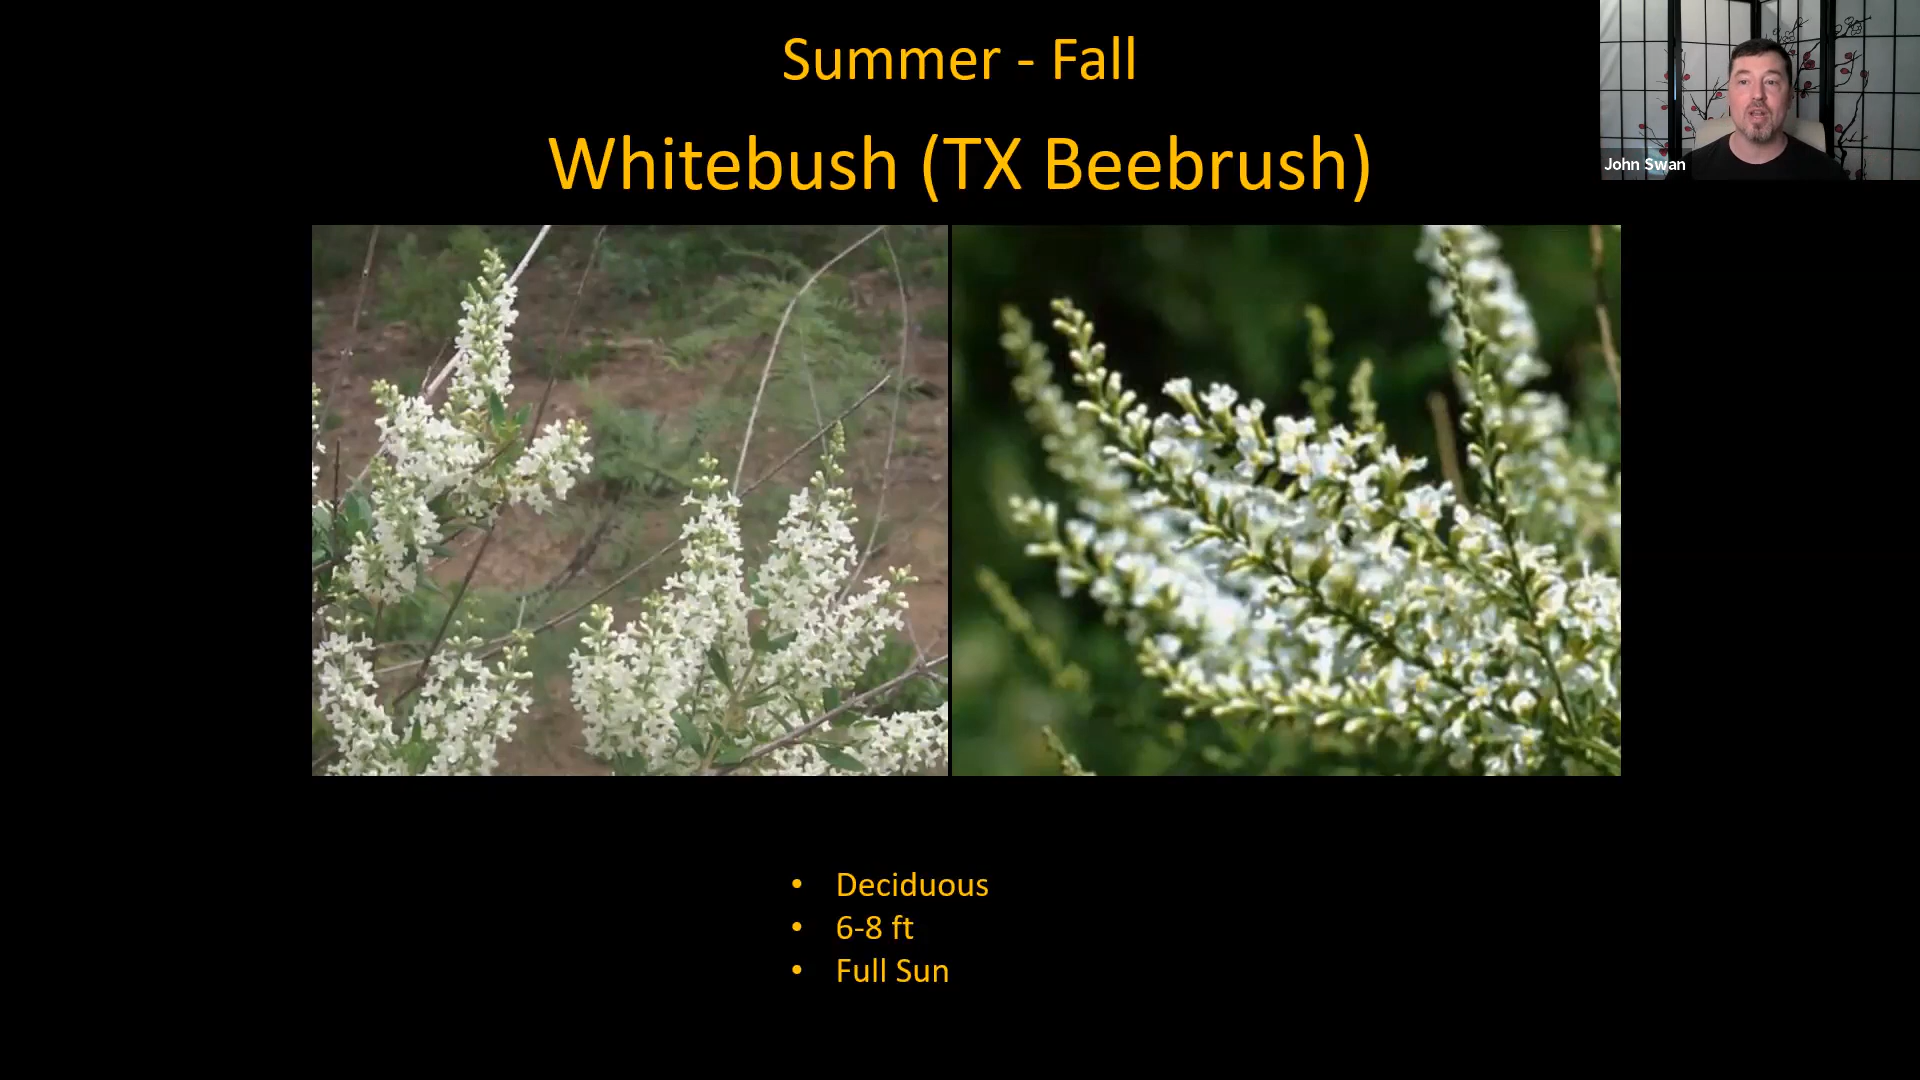 Summer - Fall
Whitebush (TX Beebrush)
John Swan
• Deciduous
• 6-8 ft
• Full Sun